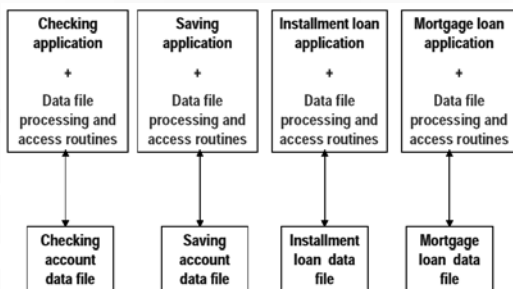 Checking
application
+
Data file
processing and
access routines
Saving
application
+
Data file
processing and
access routines
Installment loan
application
+
Data file
processing and
access routines
Mortgage loan
application
+
Data file
processing and
access routines
Checking
account
data file
Saving
account
data file
Installment
loan data
file
Mortgage
loan data
file